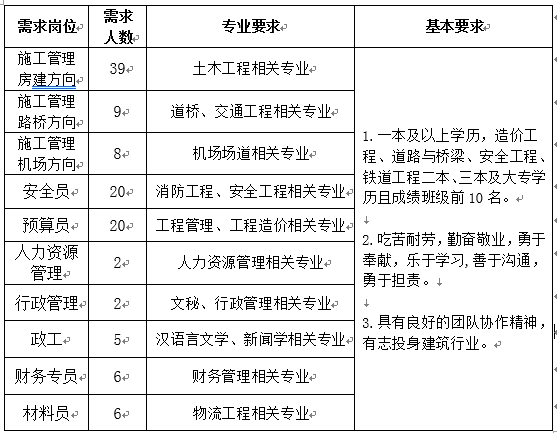 需求岗位 需求人数 专业要求 基本要求
施工管理
房建方向 39 土木工程相关专业
施工管理
路桥方向 9 道桥、交通工程相关专业
施工管理
机场方向 8 机场场道相关专业
安全员 20 消防工程、安全工程相关专业
预算员 20 工程管理、工程造价相关专业
人力资源
管理 2 人力资源管理相关专业
行政管理 2 文秘、行政管理相关专业
政工 5 汉语言文学、新闻学相关专业
财务专员 6 财务管理相关专业
材料员 6 物流工程相关专业
1.一本及以上学历，造价工
程、道路与桥梁、安全工程、
铁道工程二本、三本及大专学
历且成绩班级前10名。
2.吃苦耐劳，勤奋敬业，勇于
奉献，乐于学习,善于沟通，
勇于担责。
3.具有良好的团队协作精神，
有志投身建筑行业。